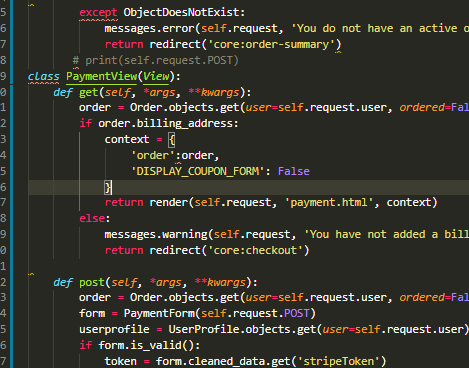 5 except ObjectDoesNotExist:
6 messages.error(self.request, 'You do not have an active o
7 return redirect('core:order-summary')
8 # print(self.request.POST)
9 class PaymentView(View):
0 def get(self, *args, **kwargs):
1 order = Order.objects.get(user=self.request.user, ordered=Fal
2 if order.billing_address:
3 context = {
4 'order':order,
5 'DISPLAY_COUPON_FORM': False
6 }
7 return render(self.request, 'payment.html', context)
8 else:
9 messages.warning(self.request, 'You have not added a bill
0 return redirect('core:checkout')
1
2 def post(self, *args, **kwargs):
3 order = Order.objects.get(user=self.request.user, ordered=Fal
4 form = PaymentForm(self.request.POST)
5 userprofile = UserProfile.objects.get(user=self.request.user)
6 if form.is_valid():
7 token = form.cleaned_data.get('stripeToken')